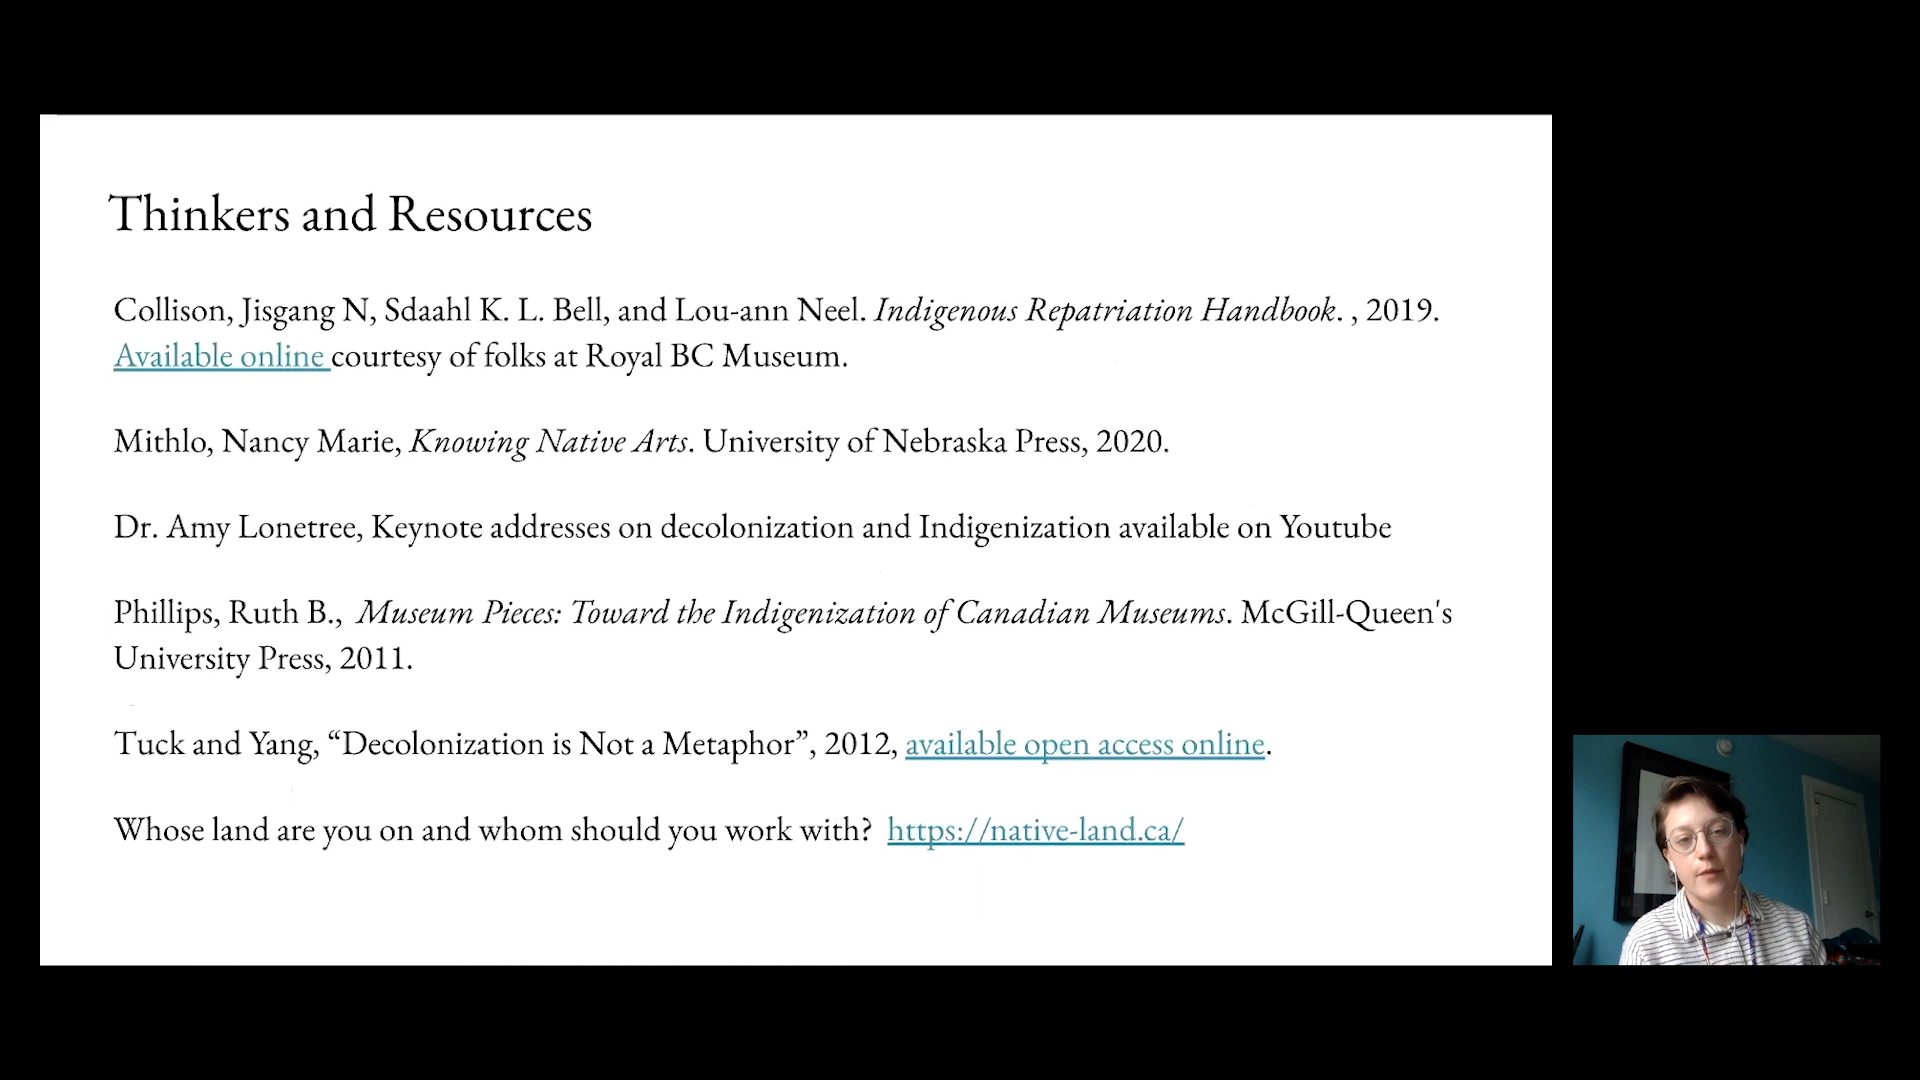 Thinkers and Resources
Collison, Jisgang N, Sdaahl K. L. Bell, and Lou-ann Neel. Indigenous Repatriation Handbook. , 2019.
Available online courtesy of folks at Royal BC Museum.
Mithlo, Nancy Marie, Knowing Native Arts. University of Nebraska Press, 2020.
Dr. Amy Lonetree, Keynote addresses on decolonization and Indigenization available on Youtube
Phillips, Ruth B., Museum Pieces: Toward the Indigenization of Canadian Museums. McGill-Queen's
University Press, 2011.
Tuck and Yang, “Decolonization is Not a Metaphor”, 2012, available open access online.
Whose land are you on and whom should you work with? https://native-land.ca/